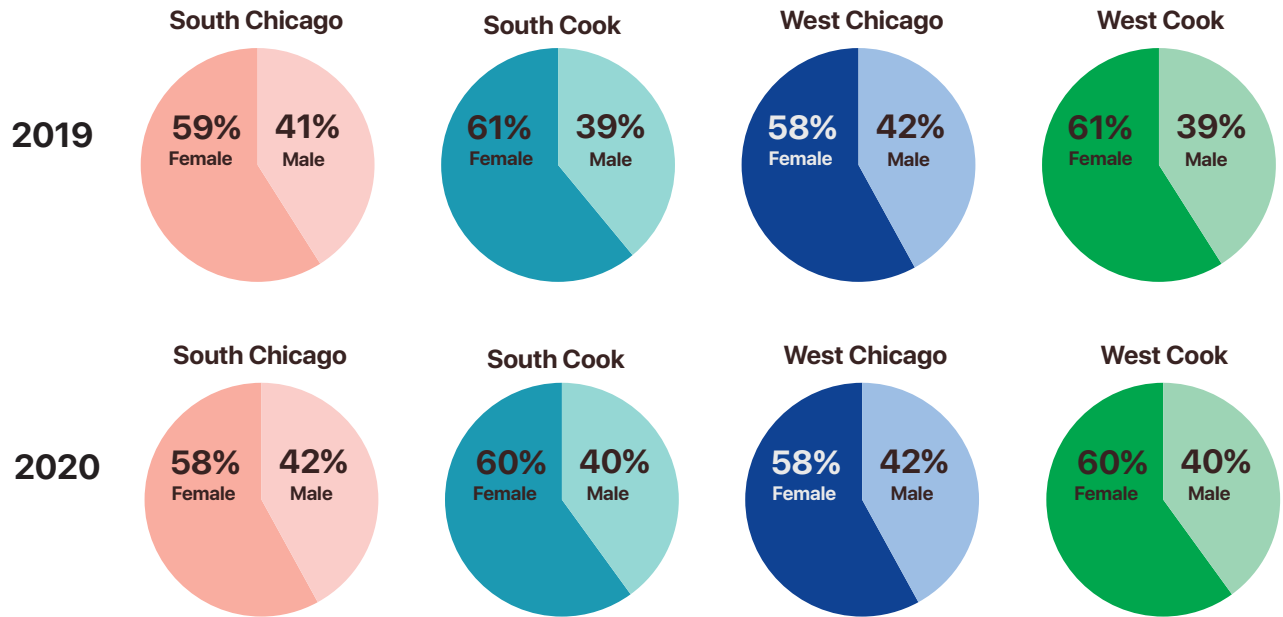 South Chicago
South Cook
West Chicago
West Cook
2019
59% 41%
Female Male
61% 39%
Female Male
58% 42%
Female Male
61% 39%
Female Male
South Chicago
South Cook
West Chicago
West Cook
2020
58% 42%
Female Male
60% 40%
Female Male
58% 42%
Female Male
60% 40%
Female Male